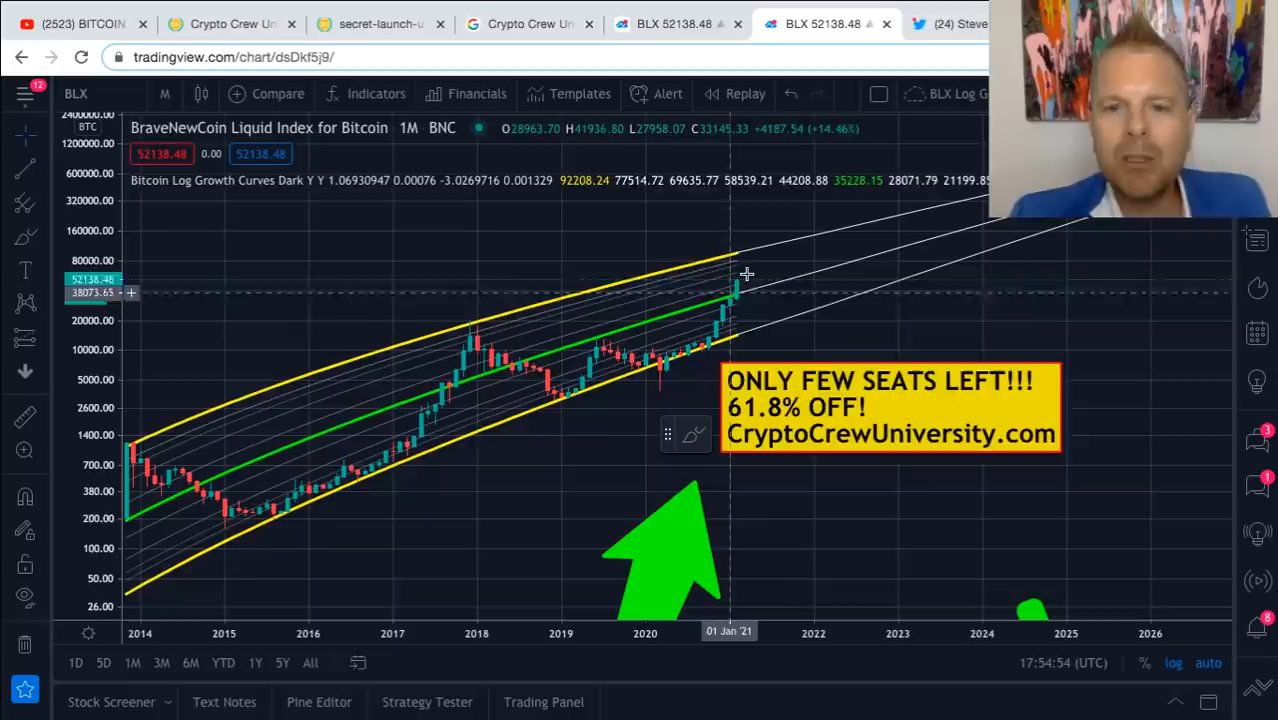 (2023) BITCOIN
Crypto Crew Un
secret-launch-u
Crypto Crew Un
BLX 52138.48
BLX 52138.48
(24) Steve
tradingview.com/chart/dsDkf5j9/
12
BLX
M
Compare
Indicators
Financials
Templates
Alert
Replay
BLX Log G
2400000.00
BTC
BraveNewCoin Liquid Index for Bitcoin · 1M · BNC
O28963.70 H41936.80 L27958.07 C33145.33 +4187.54 (+14.46%)
52138.48
0.00
52138.48
Bitcoin Log Growth Curves Dark Y Y 1.06930947 0.00076 -3.0269716 0.001329 92208.24 77514.72 69635.77 58539.21 44208.88 35228.15 28071.79 21199.85
1200000.00
600000.00
320000.00
160000.00
80000.00
52138.48
38073.65
20000.00
10000.00
5000.00
2600.00
1400.00
700.00
380.00
200.00
100.00
50.00
26.00
ONLY FEW SEATS LEFT!!!
61.8% OFF!
CryptoCrewUniversity.com
3
1
8
2014
2015
2016
2017
2018
2019
2020
01 Jan '21
2022
2023
2024
2025
2026
1D
5D
1M
3M
6M
YTD
1Y
5Y
All
17:54:54 (UTC)
%
log
auto
Stock Screener
Text Notes
Pine Editor
Strategy Tester
Trading Panel